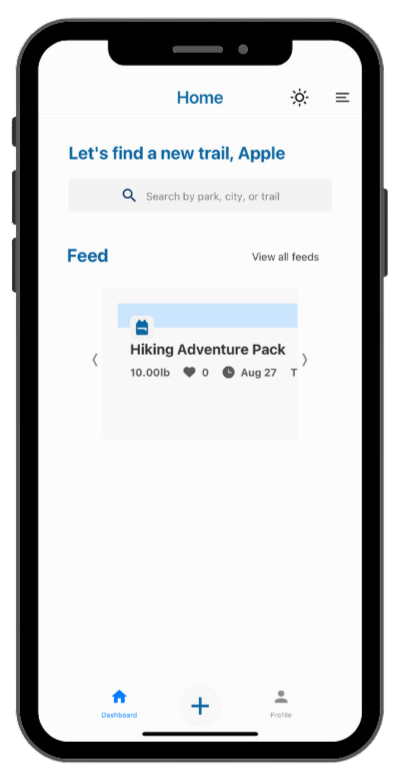 Home
Let's find a new trail, Apple
Search by park, city, or trail
Feed
View all feeds
Hiking Adventure Pack
10.00lb 0 Aug 27 T
Dashboard
Profile